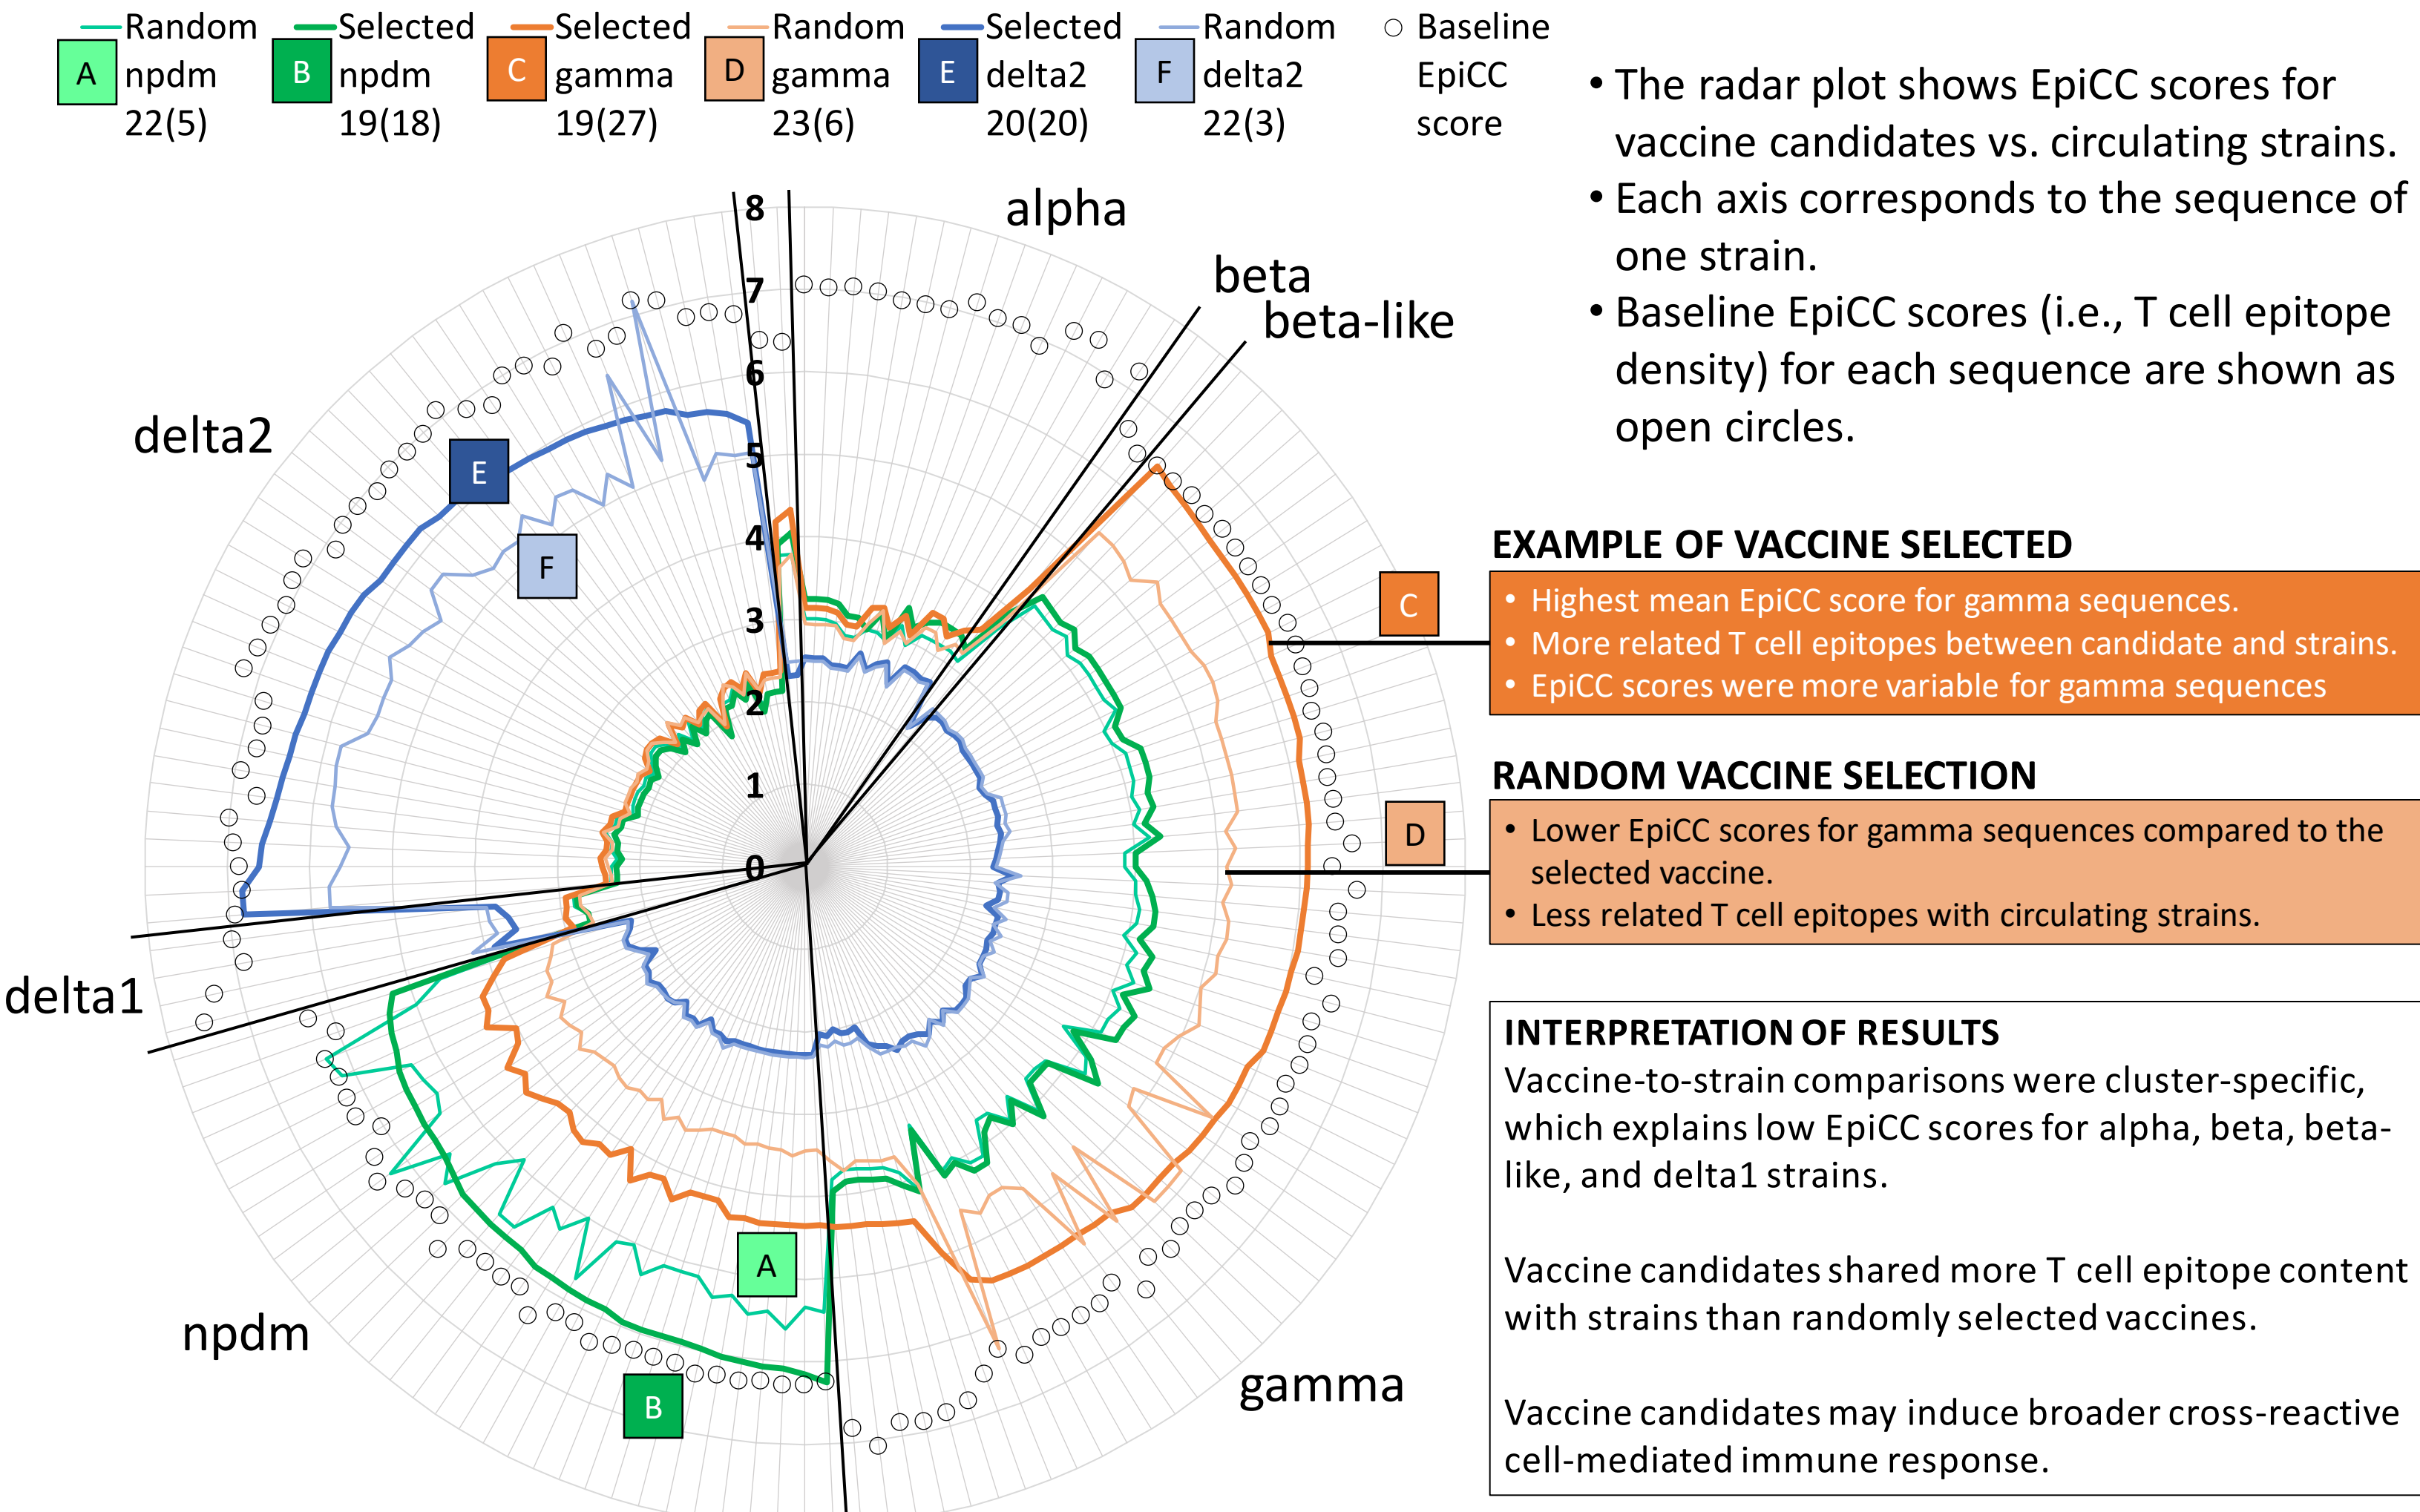 Random Selected Selected Random Selected Random Baseline
A npdm B npdm C gamma D gamma E delta2 F delta2 EpiCC
22(5) 19(18) 19(27) 23(6) 20(20) 22(3) score
• The radar plot shows EpiCC scores for
vaccine candidates vs. circulating strains.
• Each axis corresponds to the sequence of
one strain.
• Baseline EpiCC scores (i.e., T cell epitope
density) for each sequence are shown as
open circles.
8
7
6
5
4
3
2
1
0
alpha
beta
beta-like
delta2
E
F
delta1
npdm
A
B
gamma
C
D
EXAMPLE OF VACCINE SELECTED
• Highest mean EpiCC score for gamma sequences.
• More related T cell epitopes between candidate and strains.
• EpiCC scores were more variable for gamma sequences
RANDOM VACCINE SELECTION
• Lower EpiCC scores for gamma sequences compared to the
selected vaccine.
• Less related T cell epitopes with circulating strains.
INTERPRETATION OF RESULTS
Vaccine-to-strain comparisons were cluster-specific,
which explains low EpiCC scores for alpha, beta, beta-
like, and delta1 strains.
Vaccine candidates shared more T cell epitope content
with strains than randomly selected vaccines.
Vaccine candidates may induce broader cross-reactive
cell-mediated immune response.